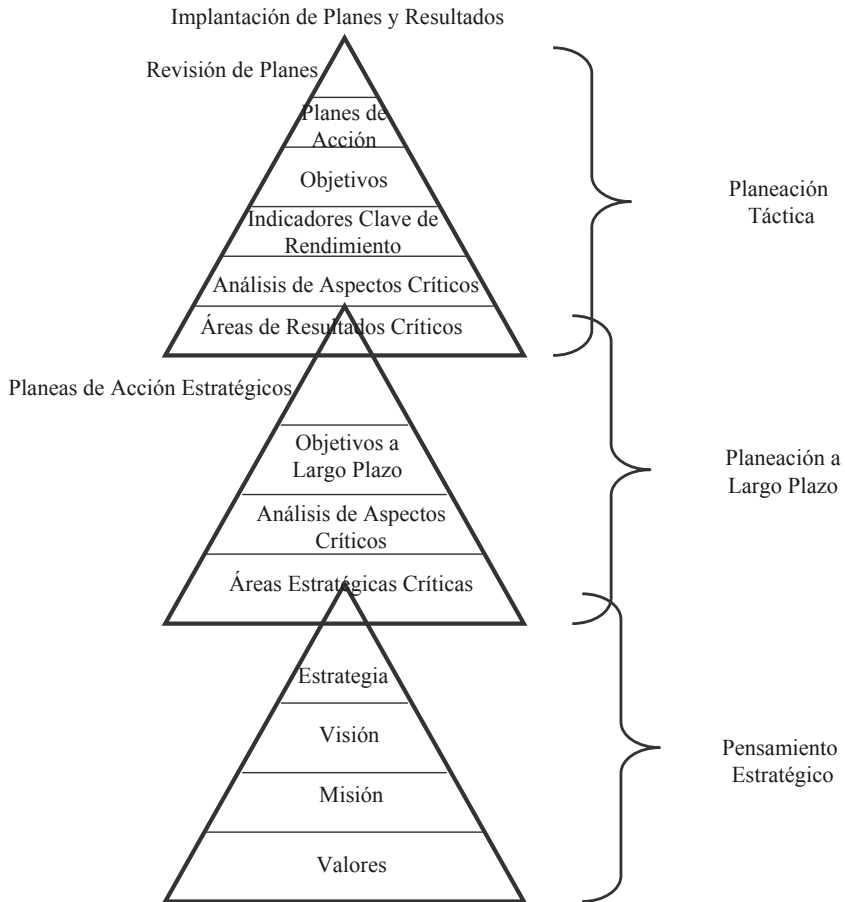 Implantación de Planes y Resultados
Revisión de Planes
Planes de
Acción
Objetivos
Indicadores Clave de
Rendimiento
Análisis de Aspectos Críticos
Áreas de Resultados Críticos
Planeación
Táctica
Planeas de Acción Estratégicos
Objetivos a
Largo Plazo
Análisis de Aspectos
Críticos
Áreas Estratégicas Críticas
Planeación a
Largo Plazo
Estrategia
Visión
Misión
Valores
Pensamiento
Estratégico